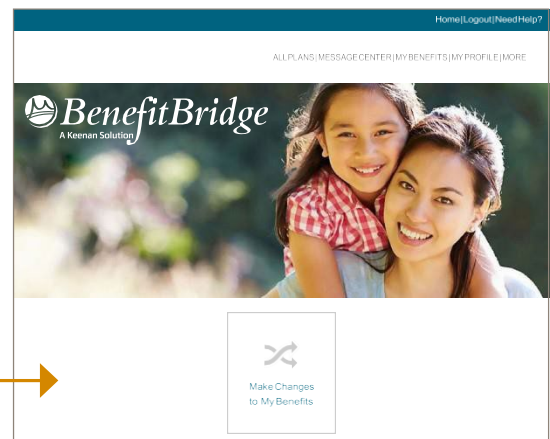 Home|Logout|Need Help?
ALL PLANS | MESSAGE CENTER | MY BENEFITS | MY PROFILE | MORE
BenefitBridge
A Keenan Solution
Make Changes
to My Benefits